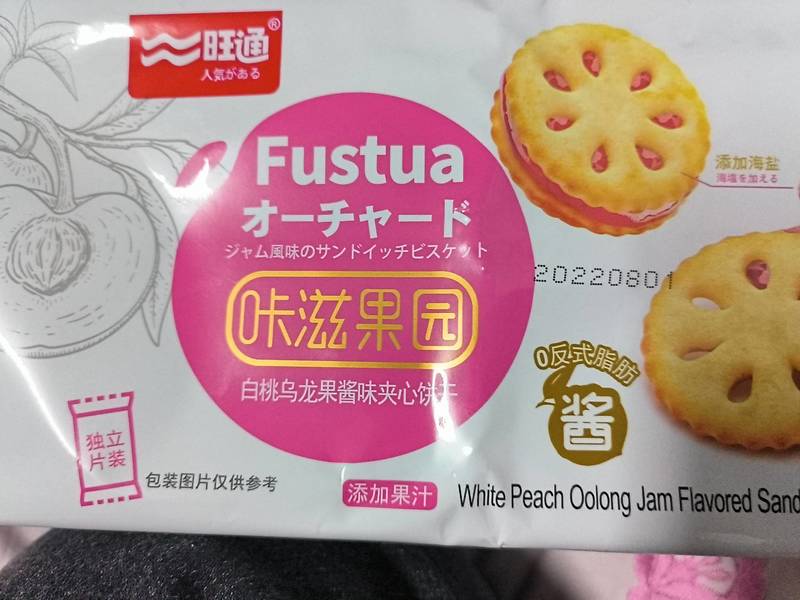 旺通®
人気がある
Fustua
オーチャード
ジャム風味のサンドイッチビスケット
咔滋果园
白桃乌龙果酱味夹心饼干
添加海盐
海塩を加える
20220801
0反式脂肪
酱
独立
片装
包装图片仅供参考
添加果汁
White Peach Oolong Jam Flavored Sand